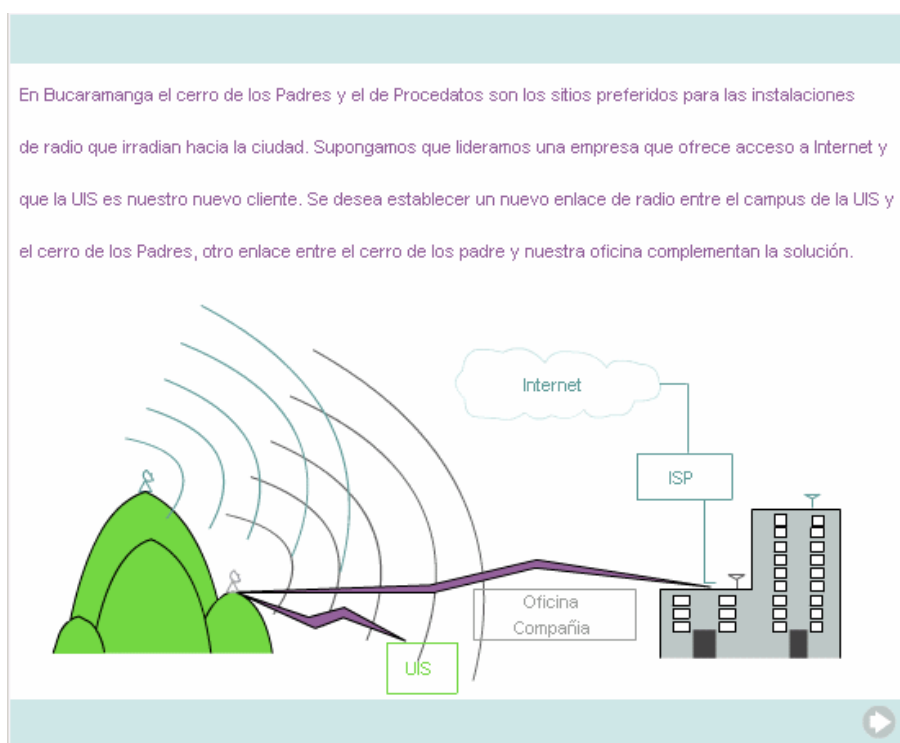 En Bucaramanga el cerro de los Padres y el de Procedatos son los sitios preferidos para las instalaciones
de radio que irradian hacia la ciudad. Supongamos que lideramos una empresa que ofrece acceso a Internet y
que la UIS es nuestro nuevo cliente. Se desea establecer un nuevo enlace de radio entre el campus de la UIS y
el cerro de los Padres, otro enlace entre el cerro de los padre y nuestra oficina complementan la solución.
Internet
ISP
Oficina
Compañia
UIS